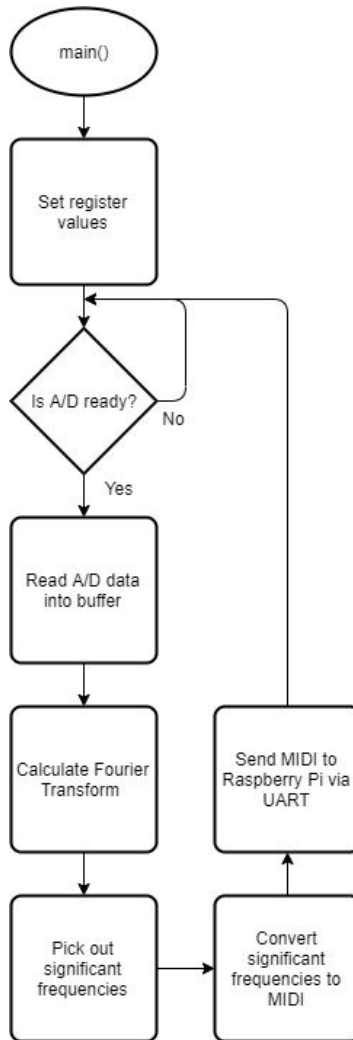 main()
Set register
values
Is A/D ready?
No
Yes
Read A/D data
into buffer
Calculate Fourier
Transform
Pick out
significant
frequencies
Convert
significant
frequencies to
MIDI
Send MIDI to
Raspberry Pi via
UART